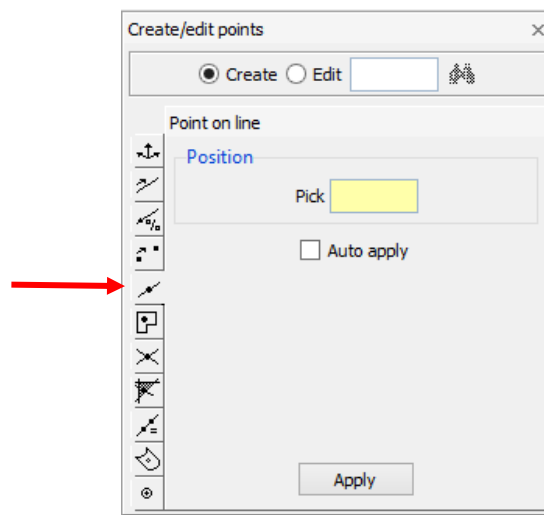 Create/edit points
Create Edit
Point on line
Position
Pick
Auto apply
Apply